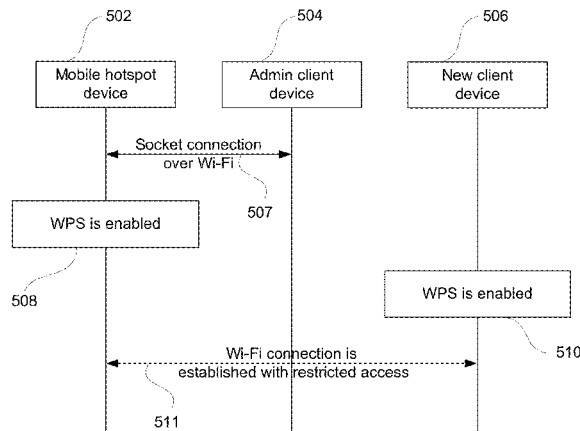 502
504
506
Mobile hotspot
device
Admin client
device
New client
device
Socket connection
over Wi-Fi
507
WPS is enabled
508
WPS is enabled
510
Wi-Fi connection is
established with restricted access
511